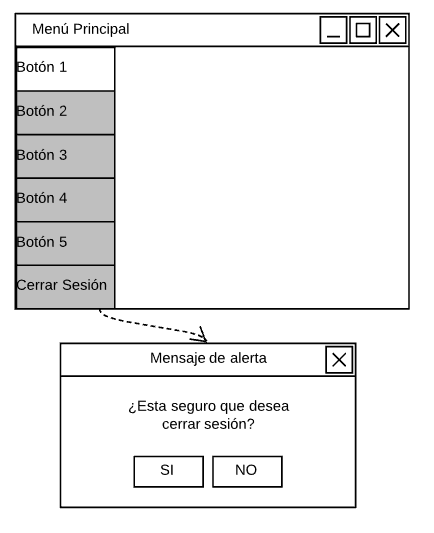 Menú Principal
Botón 1
Botón 2
Botón 3
Botón 4
Botón 5
Cerrar Sesión
Mensaje de alerta
¿Esta seguro que desea
cerrar sesión?
SI
NO